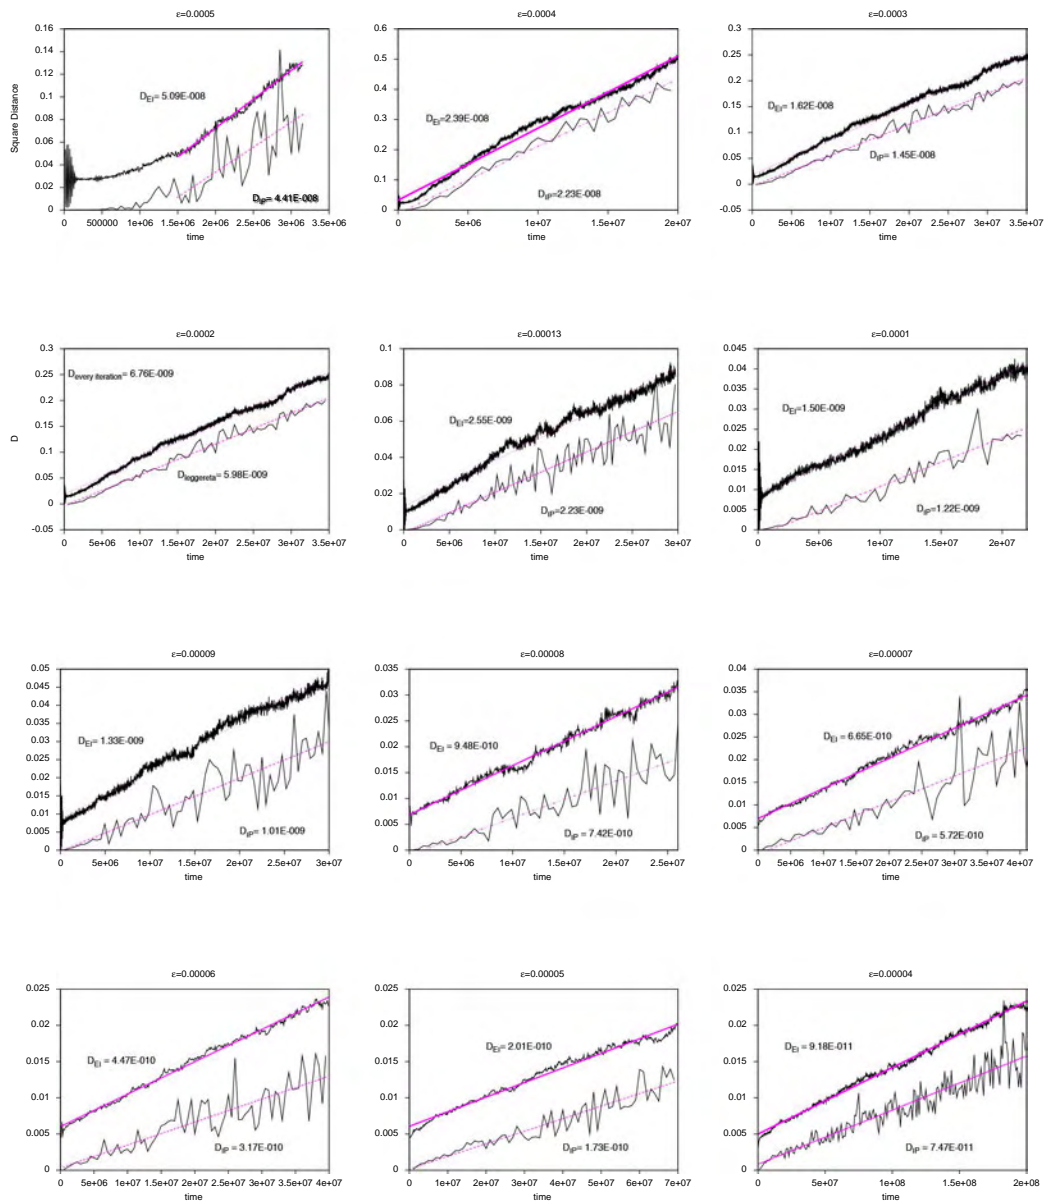 ε=0.0005
0.16
0.14
0.12
0.1
0.08
0.06
0.04
0.02
0
Square Distance
D_EI= 5.09E-008
D_IP= 4.41E-008
0 500000 1e+06 1.5e+06 2e+06 2.5e+06 3e+06 3.5e+06
time
ε=0.0004
0.6
0.5
0.4
0.3
0.2
0.1
0
D_EI=2.39E-008
D_IP=2.23E-008
0 5e+06 1e+07 1.5e+07 2e+07
time
ε=0.0003
0.3
0.25
0.2
0.15
0.1
0.05
0
-0.05
D_EI= 1.62E-008
D_IP= 1.45E-008
0 5e+06 1e+07 1.5e+07 2e+07 2.5e+07 3e+07 3.5e+07
time
ε=0.0002
0.3
0.25
0.2
0.15
0.1
0.05
0
-0.05
D
D_every iteration= 6.76E-009
D_leggereta= 5.98E-009
5e+06 1e+07 1.5e+07 2e+07 2.5e+07 3e+07 3.5e+07
time
ε=0.00013
0.1
0.08
0.06
0.04
0.02
0
D_EI=2.55E-009
D_IP=2.23E-009
0 5e+06 1e+07 1.5e+07 2e+07 2.5e+07 3e+07
time
ε=0.0001
0.045
0.04
0.035
0.03
0.025
0.02
0.015
0.01
0.005
0
D_EI=1.50E-009
D_IP=1.22E-009
0 5e+06 1e+07 1.5e+07 2e+07
time
ε=0.00009
0.05
0.045
0.04
0.035
0.03
0.025
0.02
0.015
0.01
0.005
0
D_EI= 1.33E-009
D_IP= 1.01E-009
0 5e+06 1e+07 1.5e+07 2e+07 2.5e+07 3e+07
time
ε=0.00008
0.035
0.03
0.025
0.02
0.015
0.01
0.005
0
D_EI= 9.48E-010
D_IP= 7.42E-010
0 5e+06 1e+07 1.5e+07 2e+07 2.5e+07
time
ε=0.00007
0.04
0.035
0.03
0.025
0.02
0.015
0.01
0.005
0
D_EI= 6.65E-010
D_IP= 5.72E-010
0 5e+06 1e+07 1.5e+07 2e+07 2.5e+07 3e+07 3.5e+07 4e+07
time
ε=0.00006
0.025
0.02
0.015
0.01
0.005
0
D_EI = 4.47E-010
D_IP = 3.17E-010
0 5e+06 1e+07 1.5e+07 2e+07 2.5e+07 3e+07 3.5e+07 4e+07
time
ε=0.00005
0.025
0.02
0.015
0.01
0.005
0
D_EI= 2.01E-010
D_IP =1.73E-010
0 1e+07 2e+07 3e+07 4e+07 5e+07 6e+07 7e+07
time
ε=0.00004
0.025
0.02
0.015
0.01
0.005
0
D_EI= 9.18E-011
D_IP = 7.47E-011
5e+07 1e+08 1.5e+08 2e+08
time